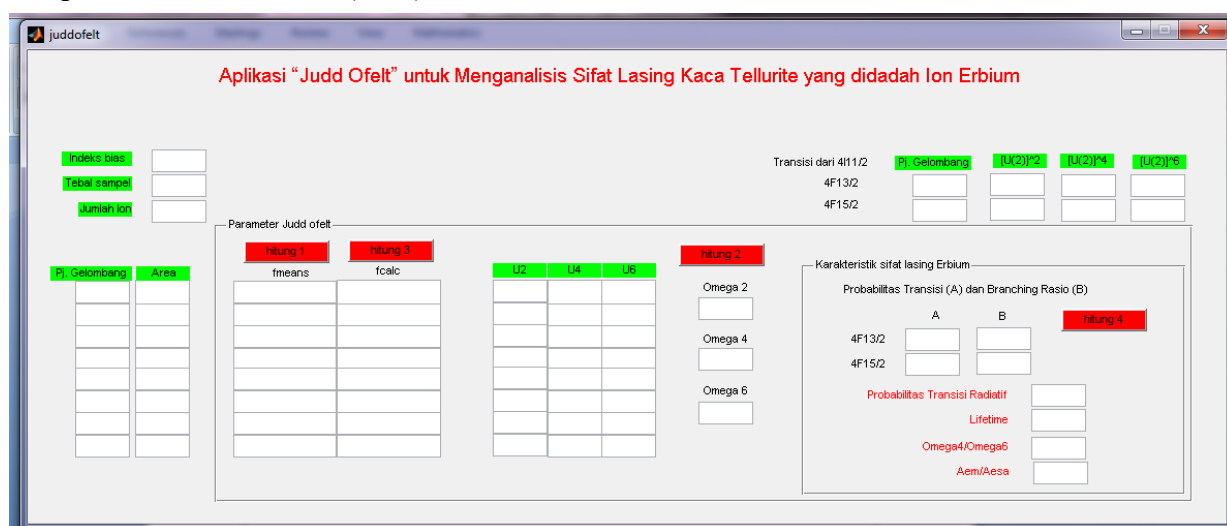 juddofelt
Aplikasi “Judd Ofelt” untuk Menganalisis Sifat Lasing Kaca Tellurite yang didadah Ion Erbium
Indeks bias
Tebal sampel
Jumlah Ion
Transisi dari 4I11/2 Pj. Gelombang [U(2)]^2 [U(2)]^4 [U(2)]^6
4F13/2
4F15/2
Parameter Judd ofelt
hitung 1 hitung 3 hitung 2
Pj. Gelombang Area fmeans fcalc U2 U4 U6
Omega 2
Omega 4
Omega 6
Karakteristik sifat lasing Erbium
Probabilitas Transisi (A) dan Branching Rasio (B)
A B hitung 4
4F13/2
4F15/2
Probabilitas Transisi Radiatif
Lifetime
Omega4/Omega6
Aem/Aesa